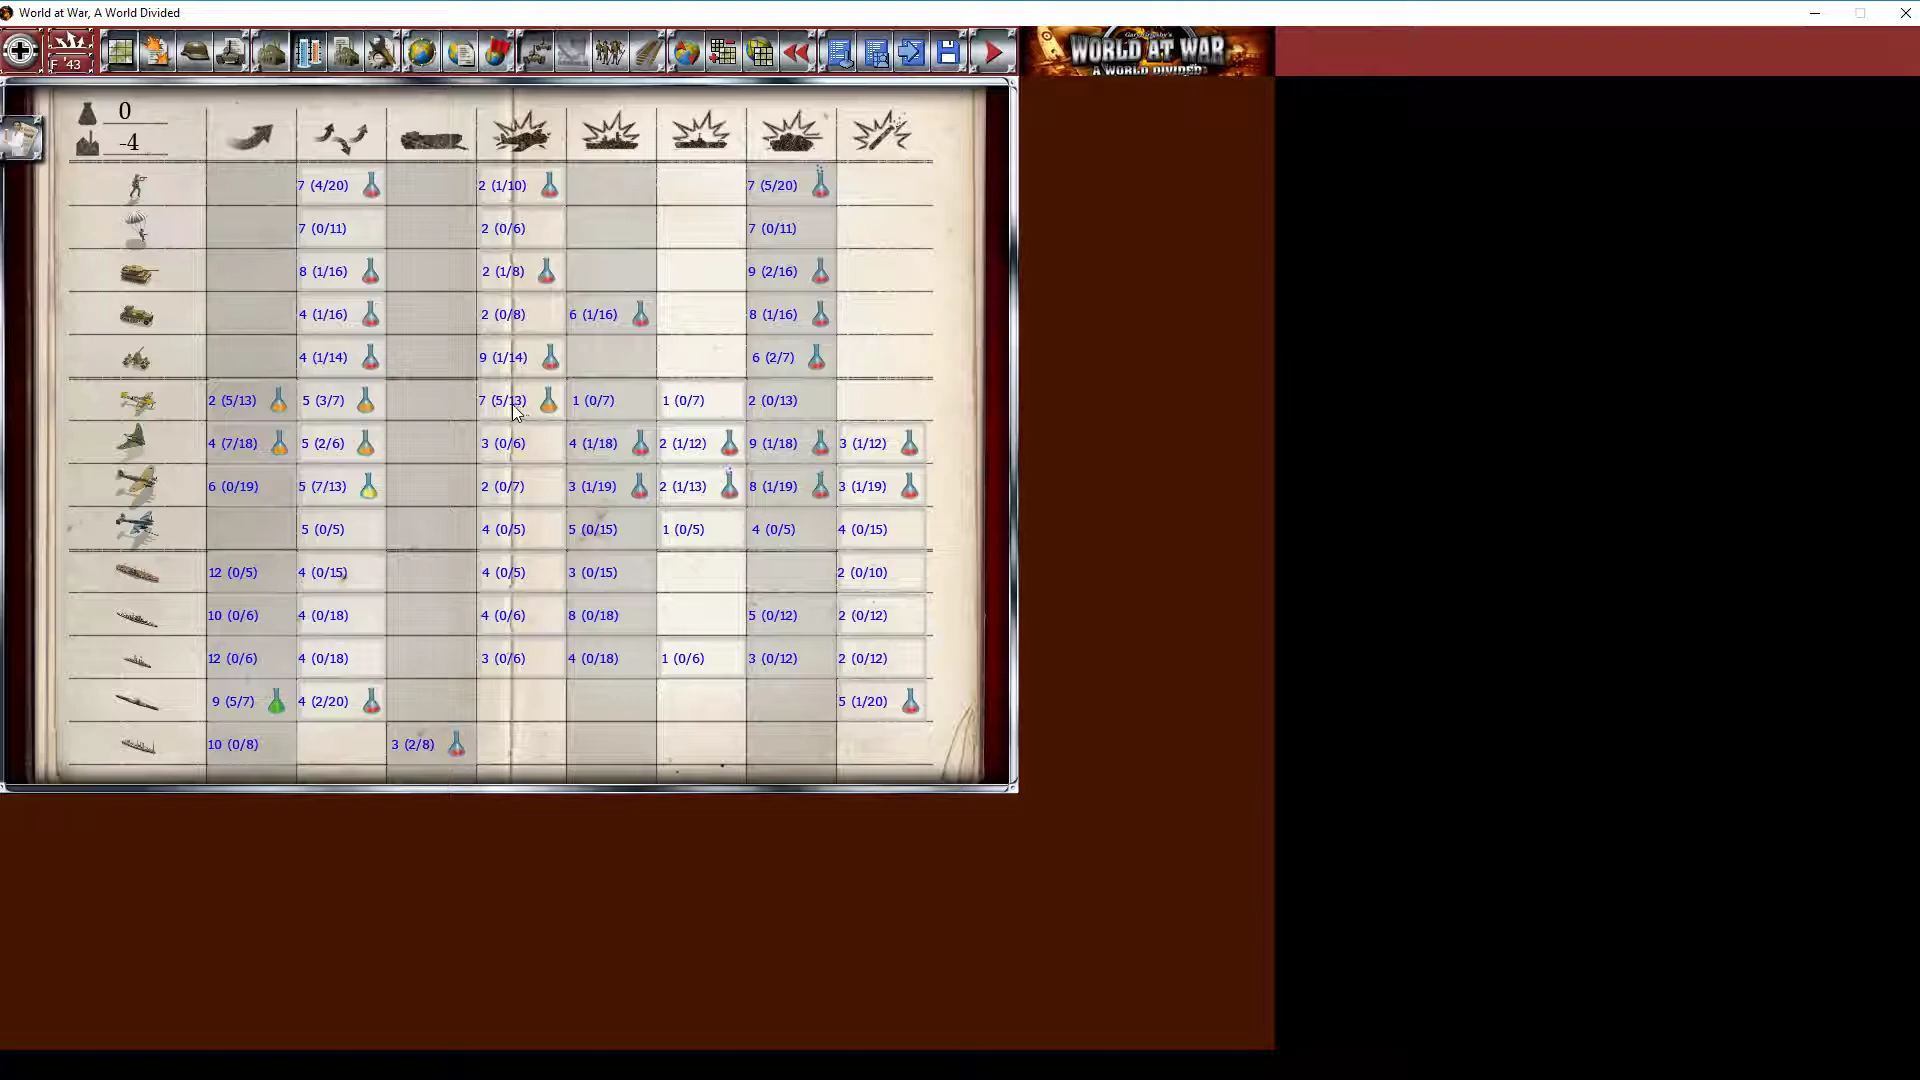 World at War, A World Divided
F '43
Gary Grigsby's
WORLD AT WAR
A WORLD DIVIDED
0
-4
7 (4/20) 2 (1/10) 7 (5/20)
7 (0/11) 2 (0/6) 7 (0/11)
8 (1/16) 2 (1/8) 9 (2/16)
4 (1/16) 2 (0/8) 6 (1/16) 8 (1/16)
4 (1/14) 9 (1/14) 6 (2/7)
2 (5/13) 5 (3/7) 7 (5/13) 1 (0/7) 1 (0/7) 2 (0/13)
4 (7/18) 5 (2/6) 3 (0/6) 4 (1/18) 2 (1/12) 9 (1/18) 3 (1/12)
6 (0/19) 5 (7/13) 2 (0/7) 3 (1/19) 2 (1/13) 8 (1/19) 3 (1/19)
5 (0/5) 4 (0/5) 5 (0/15) 1 (0/5) 4 (0/5) 4 (0/15)
12 (0/5) 4 (0/15) 4 (0/5) 3 (0/15) 2 (0/10)
10 (0/6) 4 (0/18) 4 (0/6) 8 (0/18) 5 (0/12) 2 (0/12)
12 (0/6) 4 (0/18) 3 (0/6) 4 (0/18) 1 (0/6) 3 (0/12) 2 (0/12)
9 (5/7) 4 (2/20) 5 (1/20)
10 (0/8) 3 (2/8)